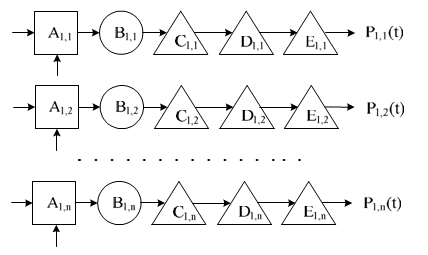 A1,1 B1,1 C1,1 D1,1 E1,1 P1,1(t)
A1,2 B1,2 C1,2 D1,2 E1,2 P1,2(t)
. . . . . . . . . . . . . . . .
A1,n B1,n C1,n D1,n E1,n P1,n(t)